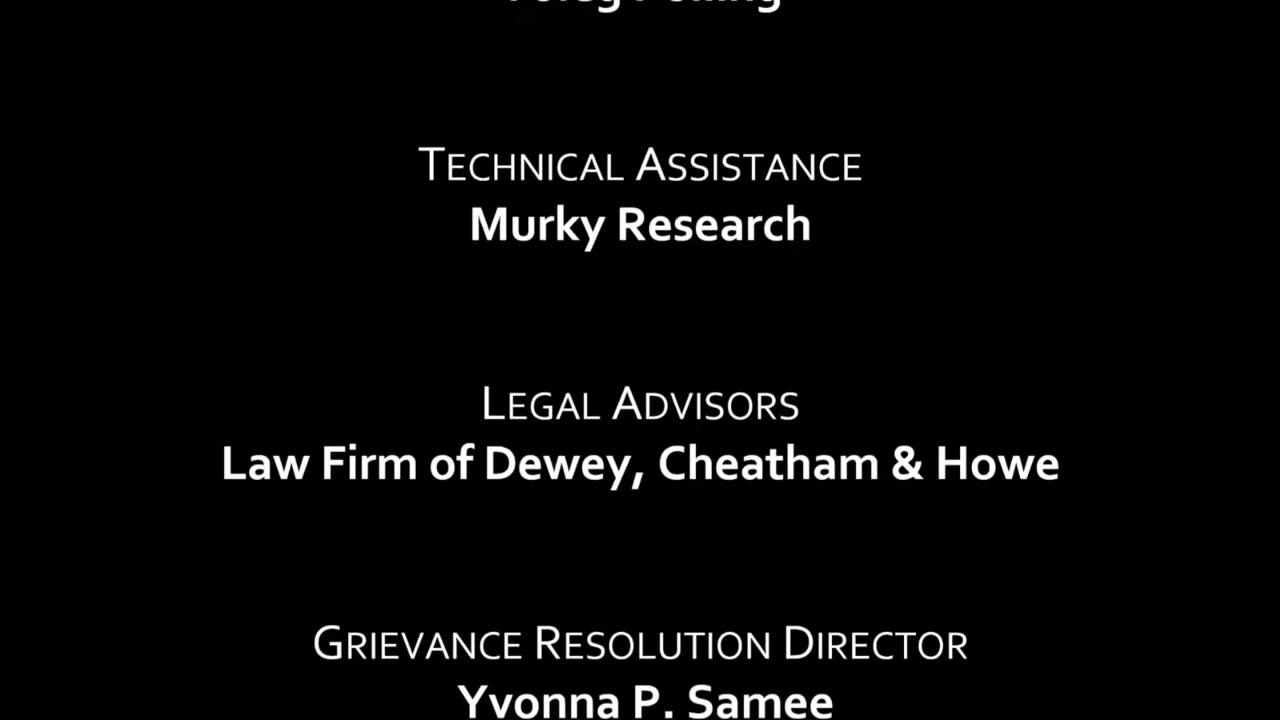 TECHNICAL ASSISTANCE
Murky Research
LEGAL ADVISORS
Law Firm of Dewey, Cheatham & Howe
GRIEVANCE RESOLUTION DIRECTOR
Yvonna P. Samee